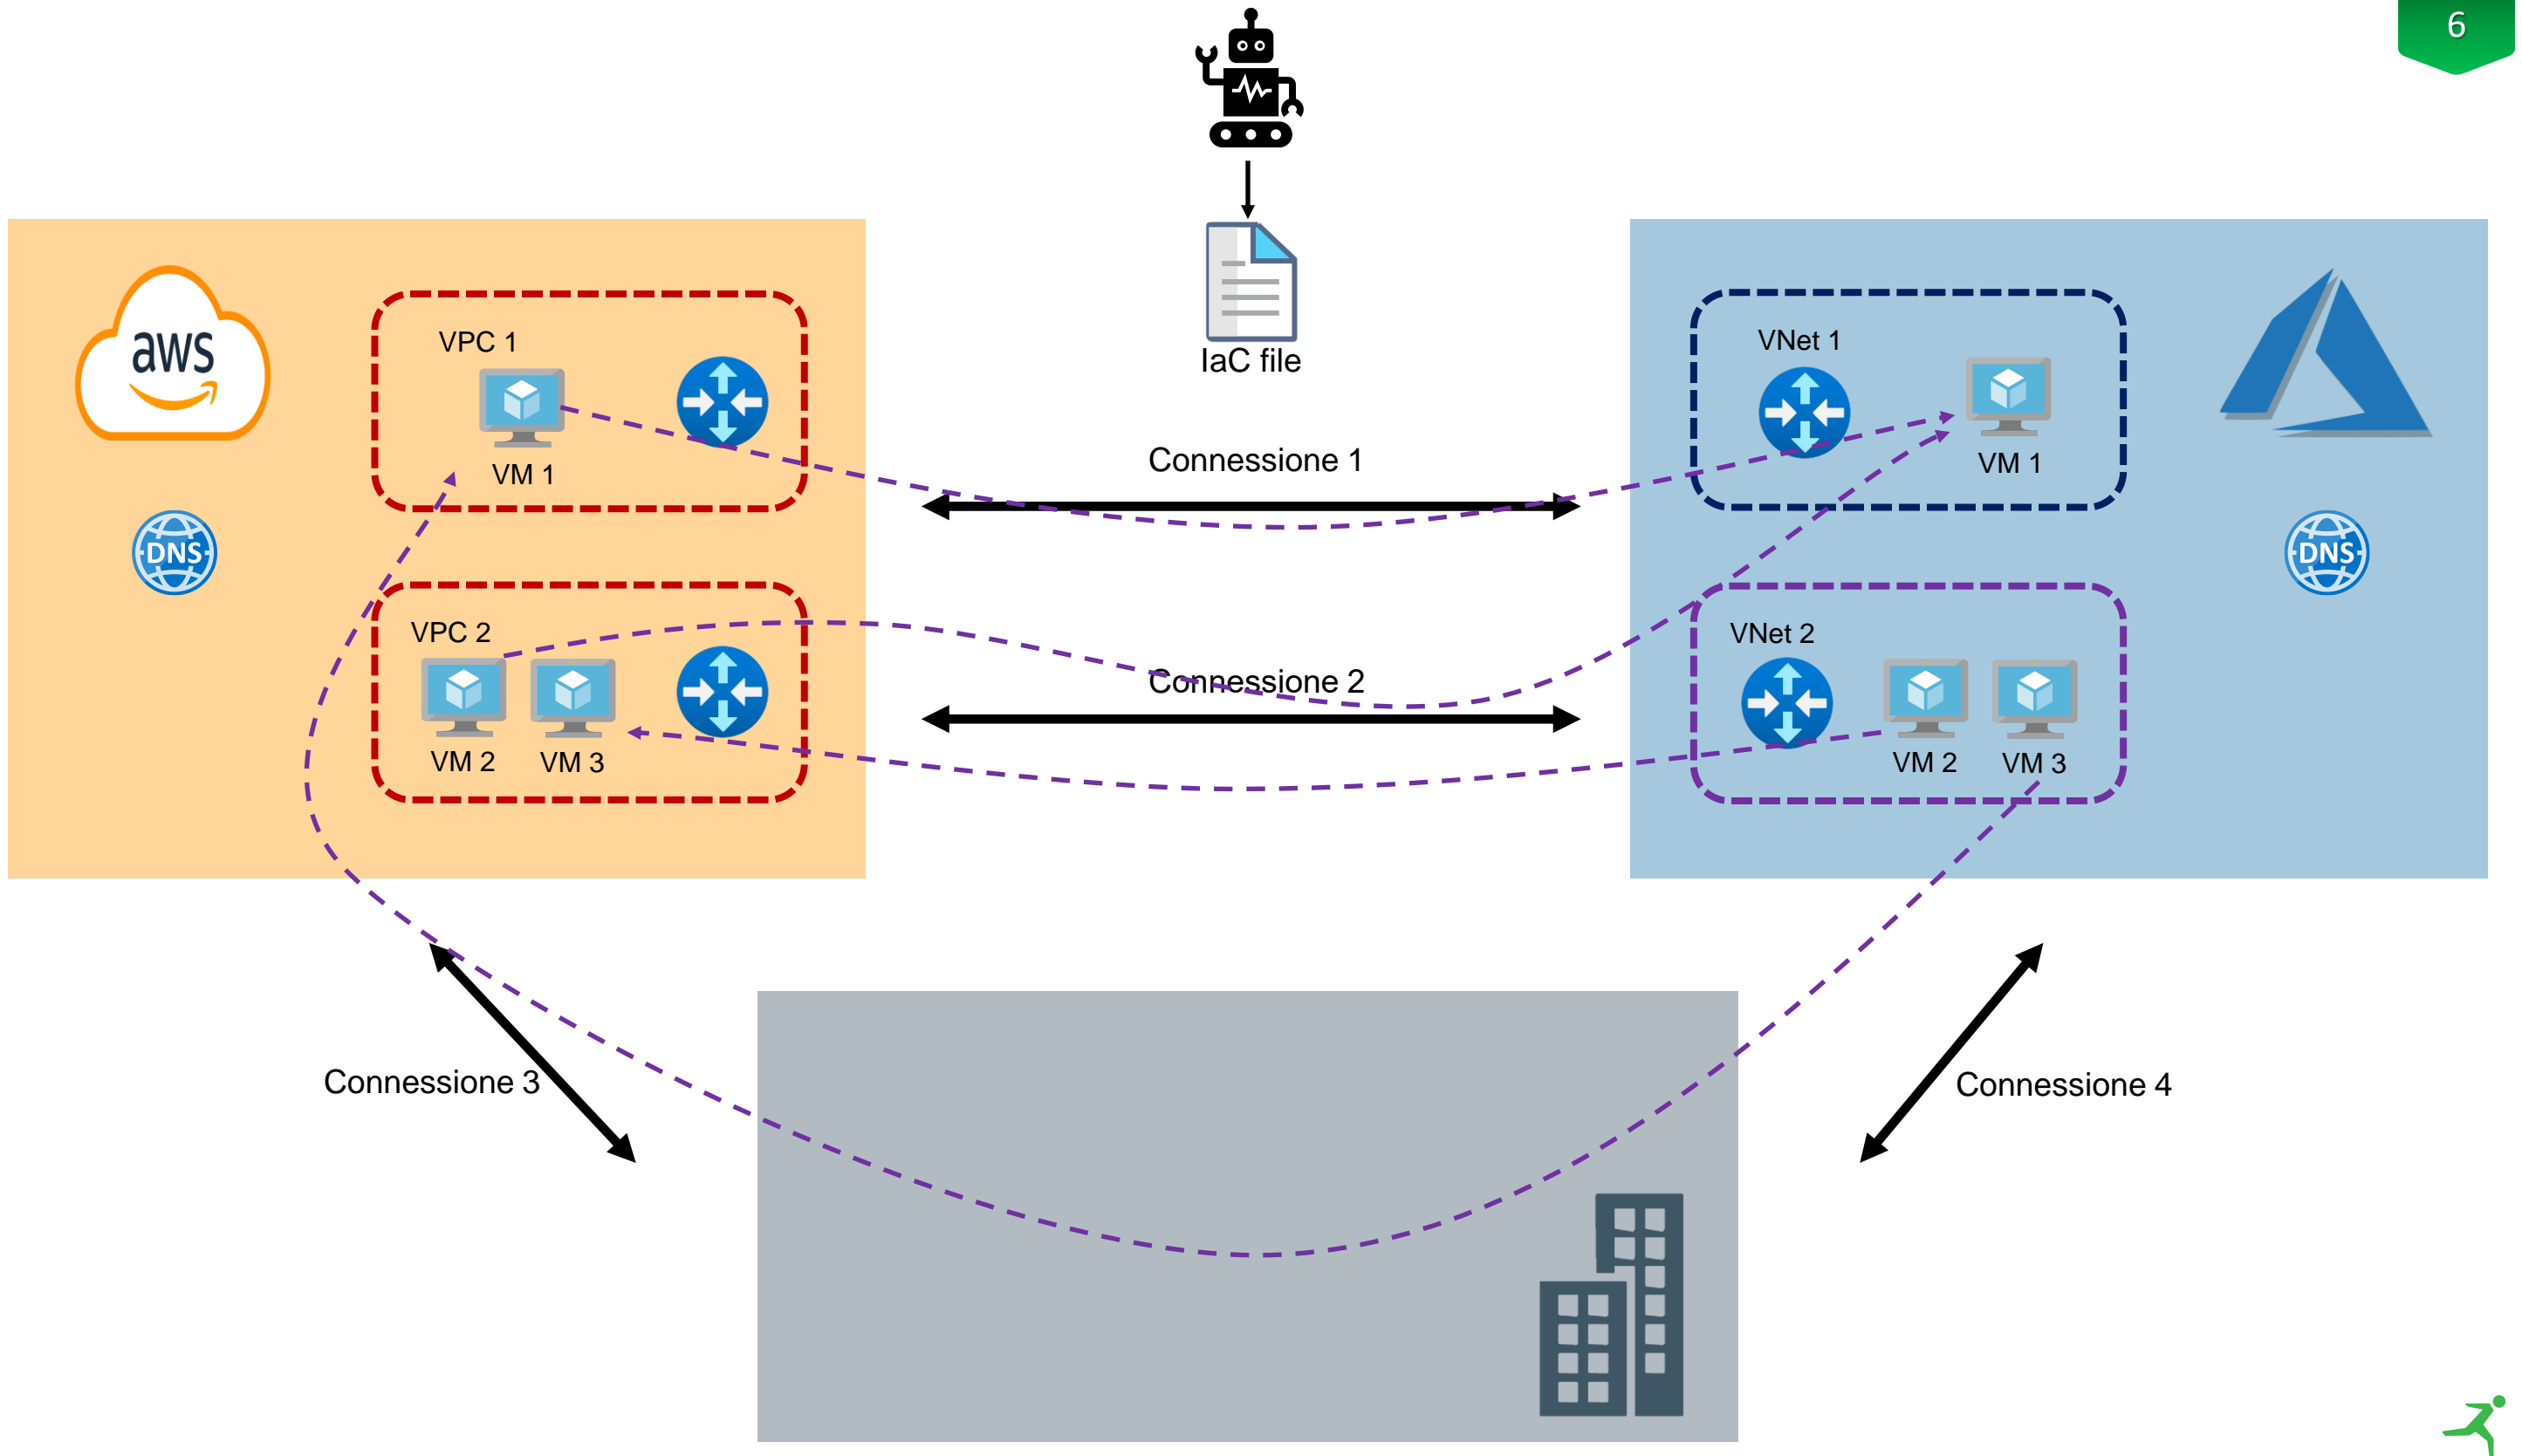 6
aws
VPC 1
VM 1
IaC file
VNet 1
VM 1
Connessione 1
DNS
DNS
VPC 2
VM 2
VM 3
Connessione 2
VNet 2
VM 2
VM 3
Connessione 3
Connessione 4